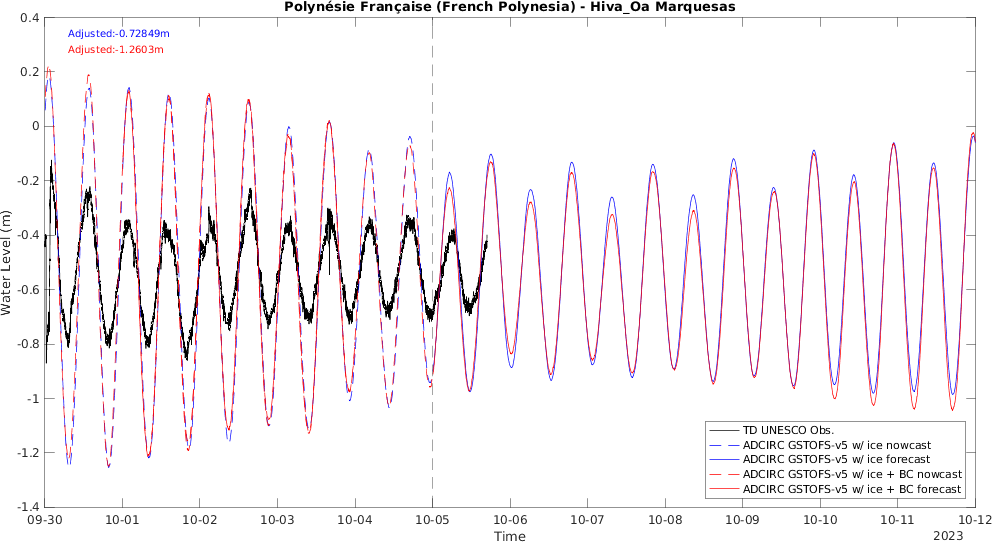 Polynésie Française (French Polynesia) - Hiva_Oa Marquesas
Adjusted:-0.72849m
Adjusted:-1.2603m
Water Level (m)
0.4
0.2
0
-0.2
-0.4
-0.6
-0.8
-1
-1.2
-1.4
TD UNESCO Obs.
ADCIRC GSTOFS-v5 w/ ice nowcast
ADCIRC GSTOFS-v5 w/ ice forecast
ADCIRC GSTOFS-v5 w/ ice + BC nowcast
ADCIRC GSTOFS-v5 w/ ice + BC forecast
09-30 10-01 10-02 10-03 10-04 10-05 10-06 10-07 10-08 10-09 10-10 10-11 10-12
Time
2023